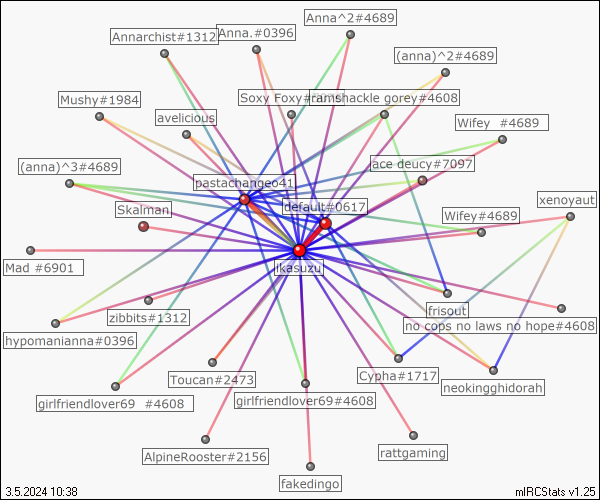 Anna^2#4689
Annarchist#1312
Anna.#0396
(anna)^2#4689
Mushy#1984
Soxy Foxy#
ramshackle gorey#4608
avelicious
Wifey #4689
(anna)^3#4689
ace deucy#7097
pastachangeo41
xenoyaut
Skalman
default#0617
Wifey#4689
Mad #6901
ikasuzu
frisout
zibbits#1312
no cops no laws no hope#4608
hypomanianna#0396
Toucan#2473
Cypha#1717
neokingghidorah
girlfriendlover69 #4608
girlfriendlover69#4608
AlpineRooster#2156
rattgaming
fakedingo
3.5.2024 10:38
mIRCStats v1.25